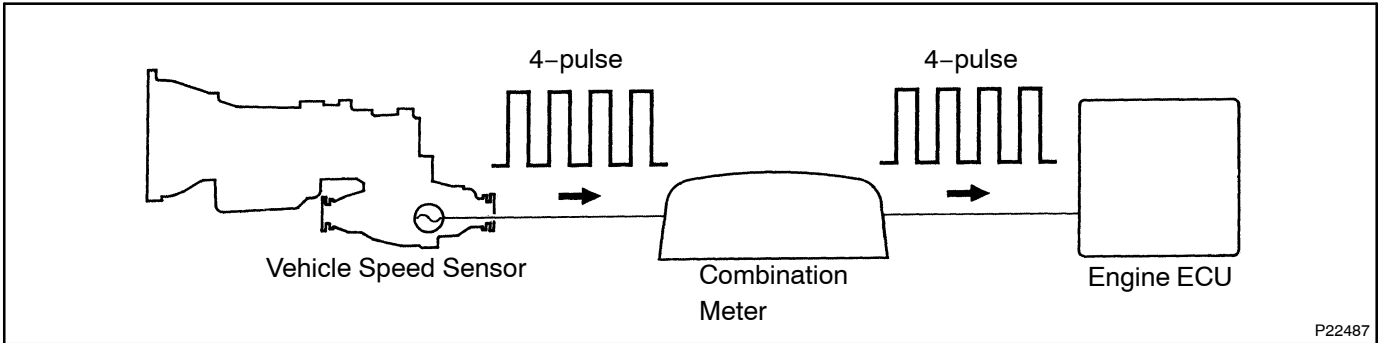 4−pulse
4−pulse
Vehicle Speed Sensor
Combination
Meter
Engine ECU
P22487